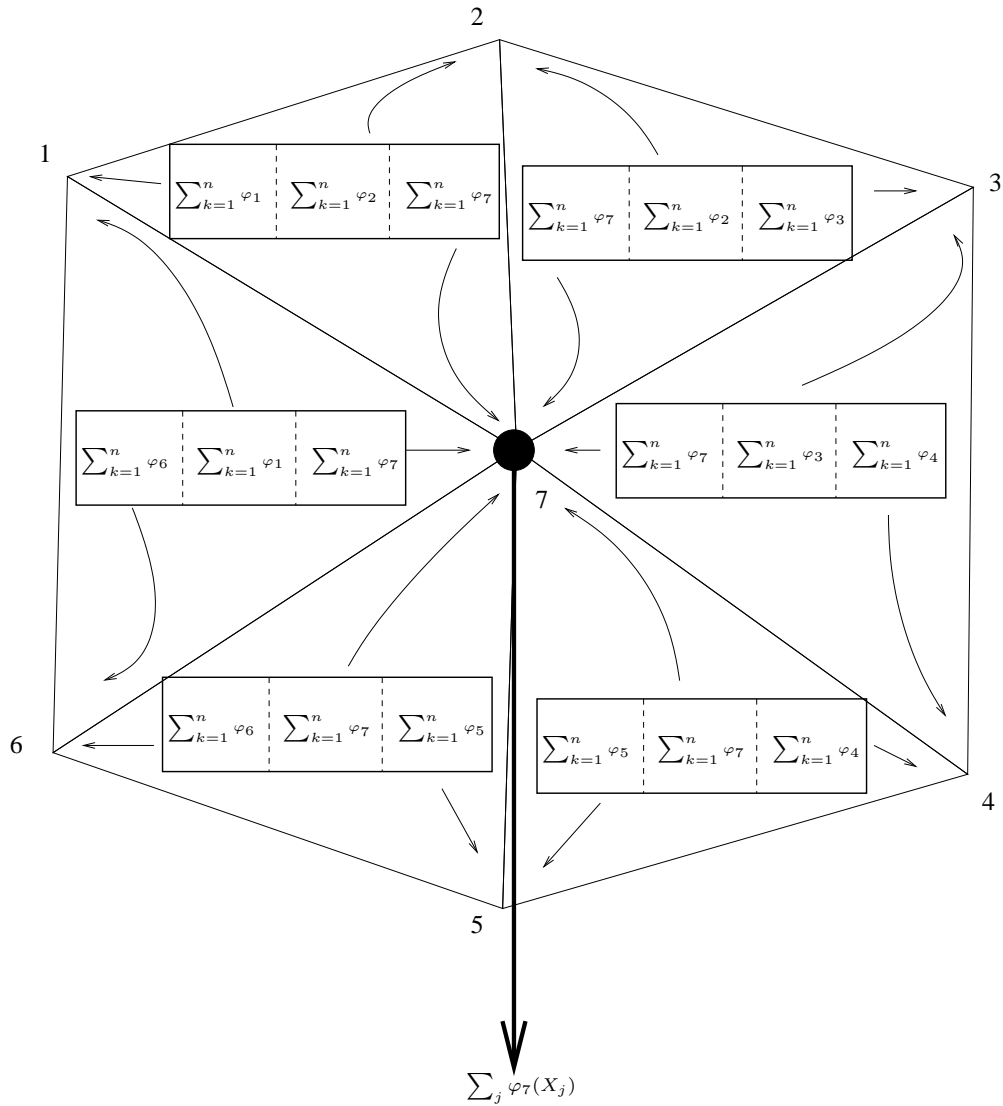 2
1
3
∑_{k=1}^{n} φ_1 ∑_{k=1}^{n} φ_2 ∑_{k=1}^{n} φ_7
∑_{k=1}^{n} φ_7 ∑_{k=1}^{n} φ_2 ∑_{k=1}^{n} φ_3
∑_{k=1}^{n} φ_6 ∑_{k=1}^{n} φ_1 ∑_{k=1}^{n} φ_7
∑_{k=1}^{n} φ_7 ∑_{k=1}^{n} φ_3 ∑_{k=1}^{n} φ_4
7
∑_{k=1}^{n} φ_6 ∑_{k=1}^{n} φ_7 ∑_{k=1}^{n} φ_5
∑_{k=1}^{n} φ_5 ∑_{k=1}^{n} φ_7 ∑_{k=1}^{n} φ_4
6
4
5
∑_j φ_7(X_j)